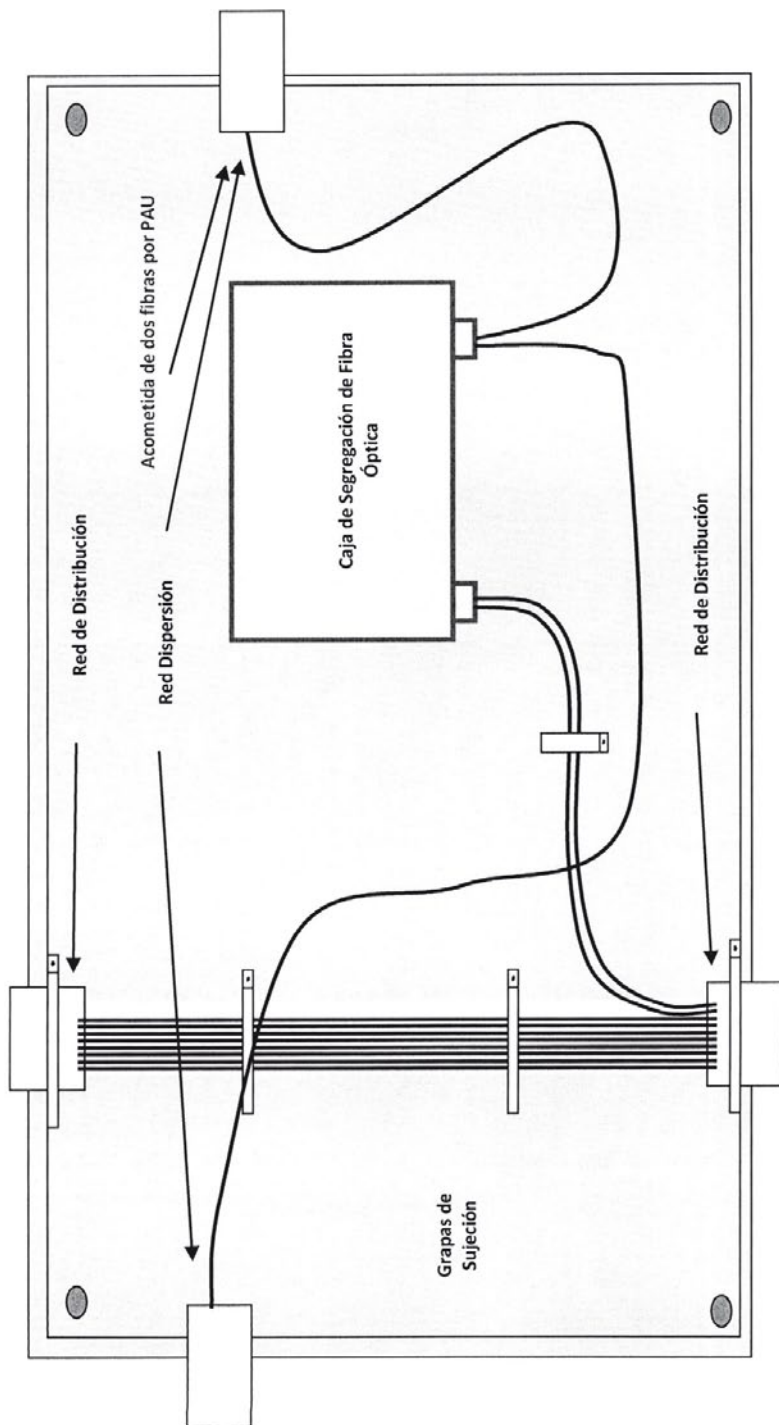 Red de Distribución
Red Dispersión
Acometida de dos fibras por PAU
Caja de Segregación de Fibra
Óptica
Grapas de
Sujeción
Red de Distribución